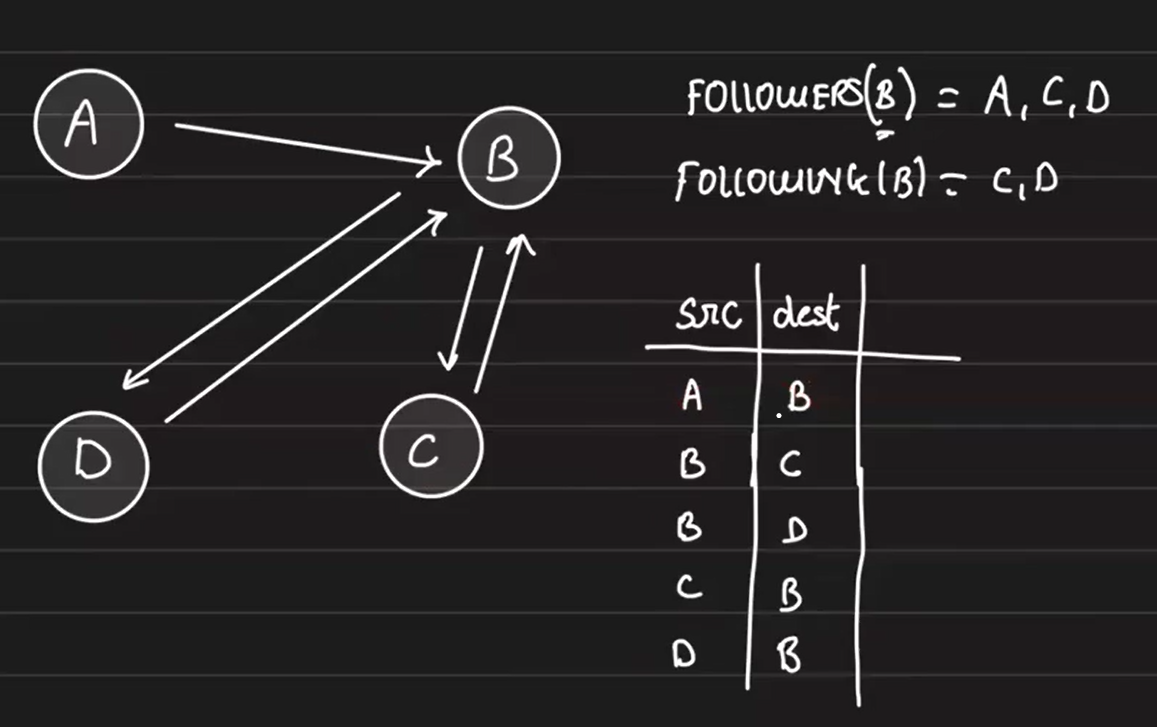 A
B
D
C
FOLLOWERS(B) = A, C, D
FOLLOWING(B) = C, D
src dest
A B
B C
B D
C B
D B